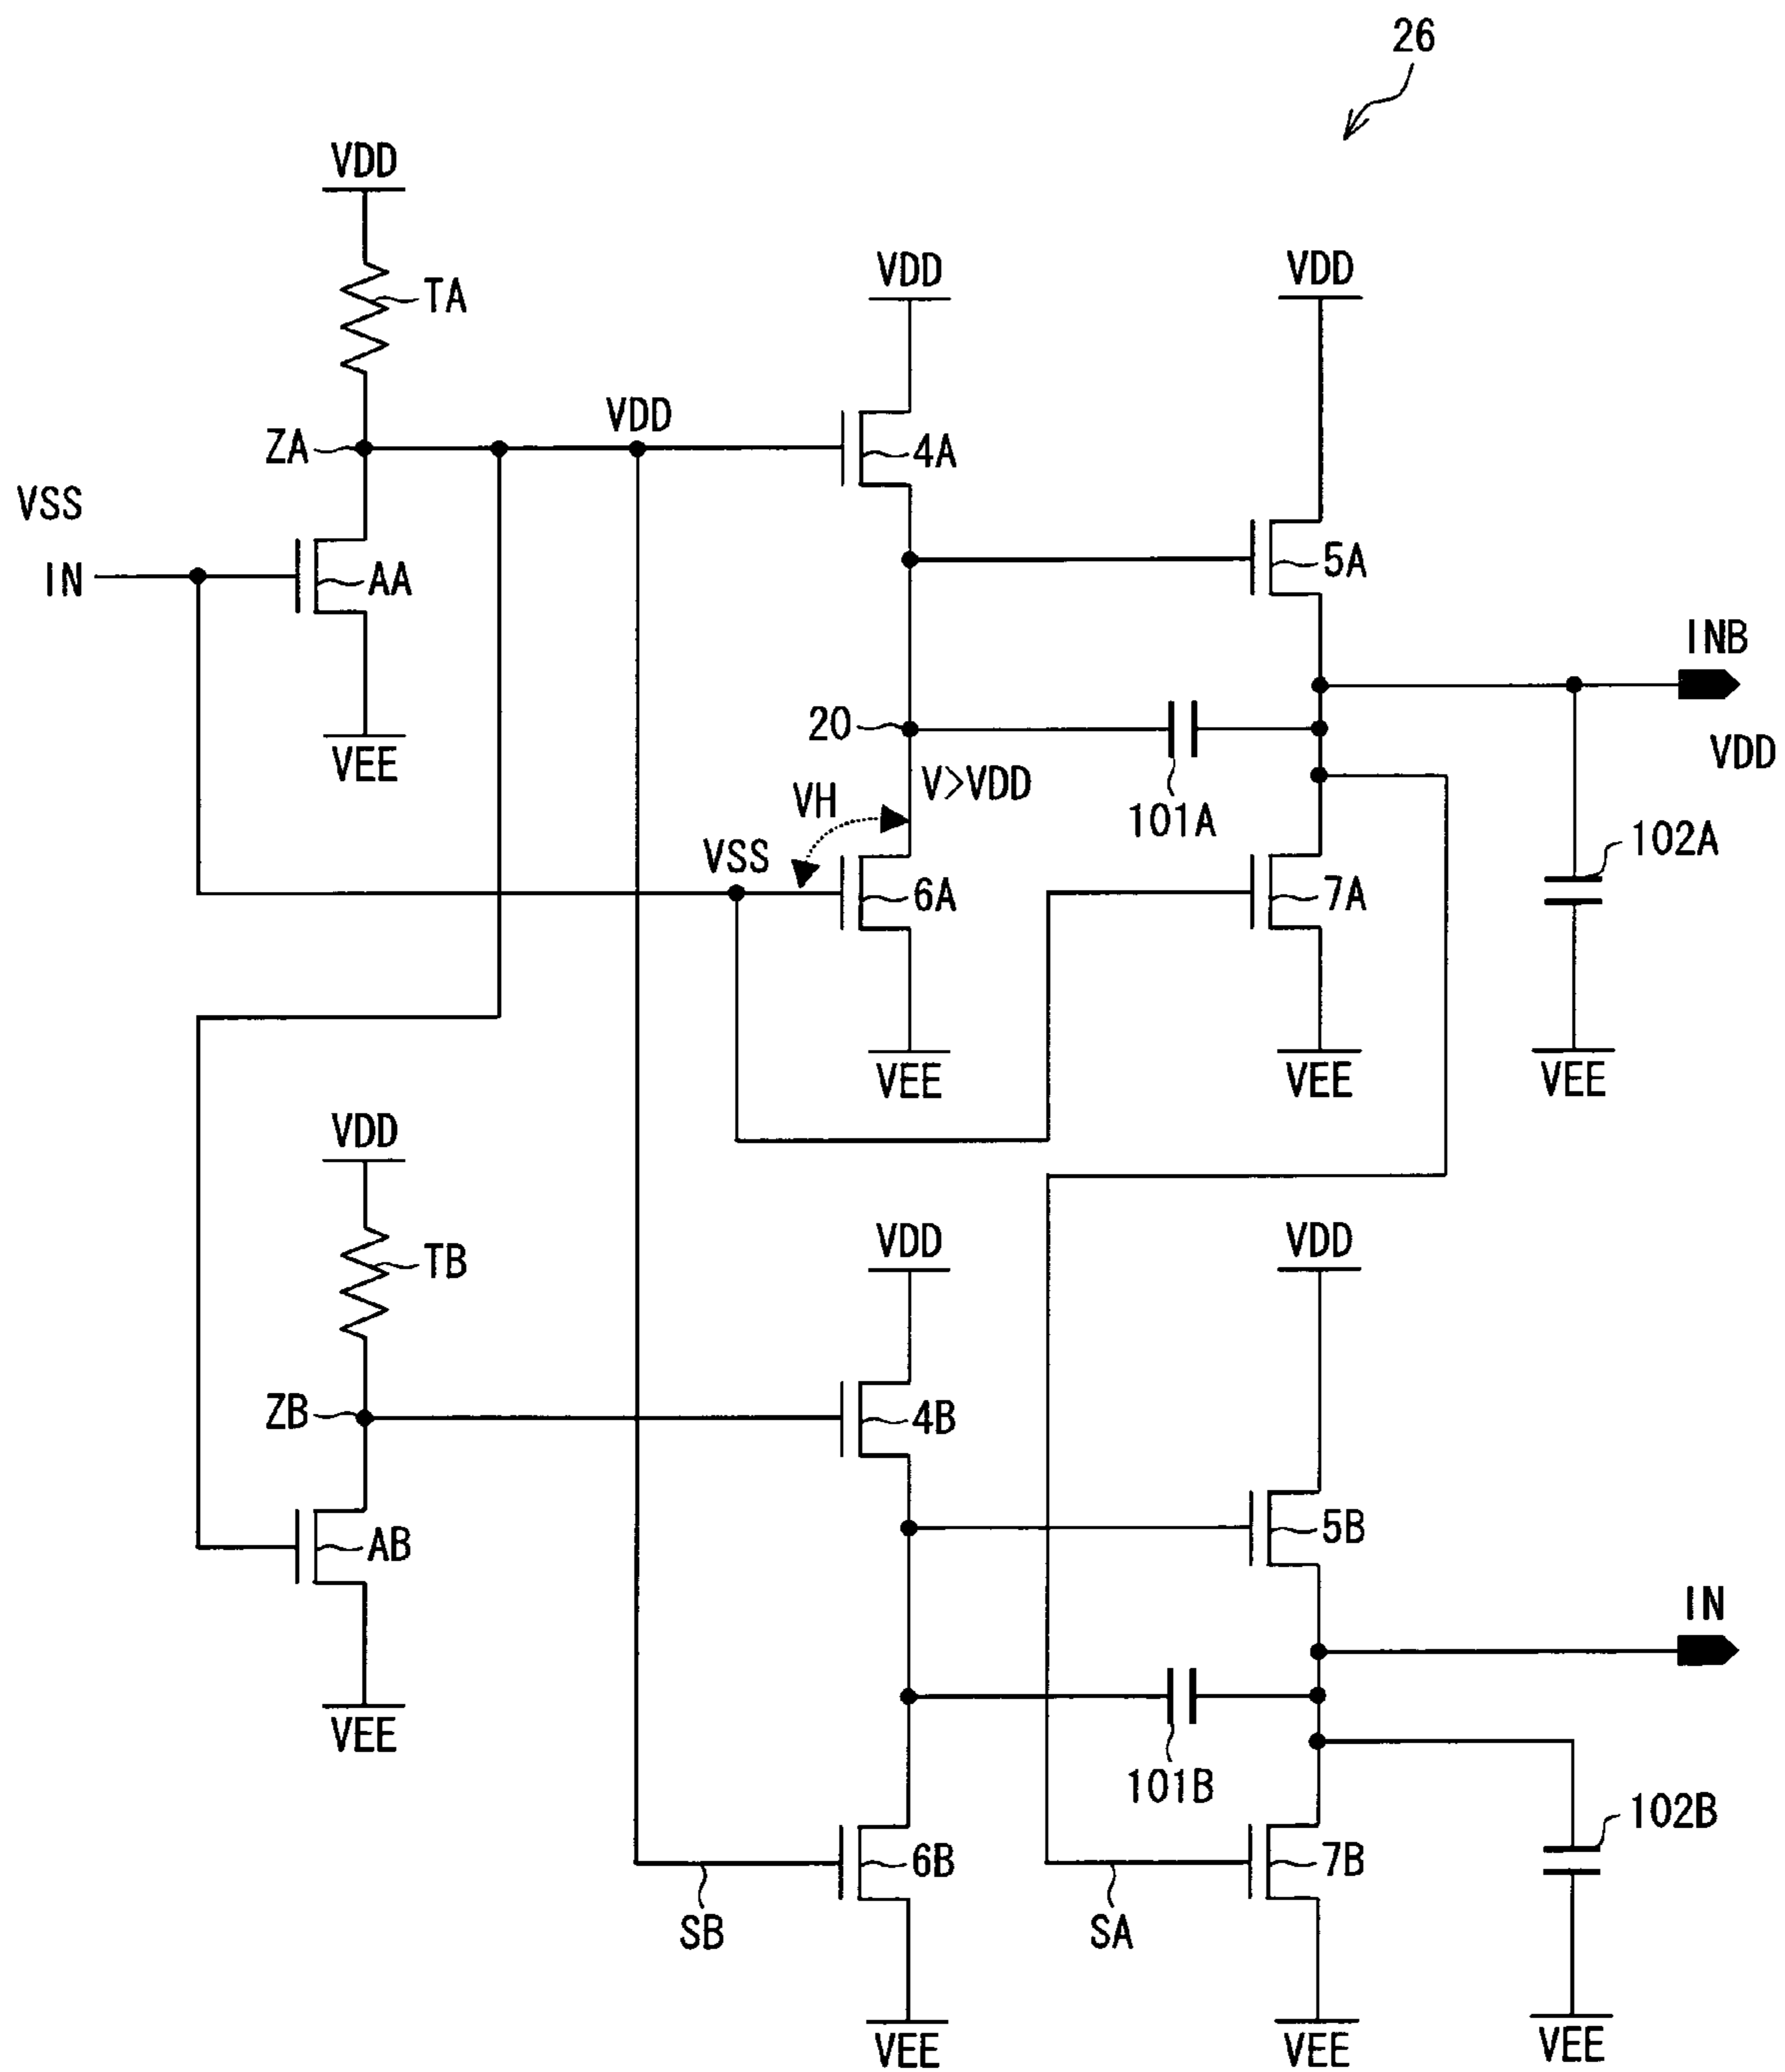 26
VDD
VDD
VDD
TA
VDD
ZA
4A
VSS
IN
AA
5A
INB
20
VDD
VEE
V>VDD
VH
101A
102A
VSS
6A
7A
VEE
VEE
VEE
VDD
TB
VDD
VDD
ZB
4B
AB
5B
IN
VEE
101B
102B
6B
7B
SB
SA
VEE
VEE
VEE